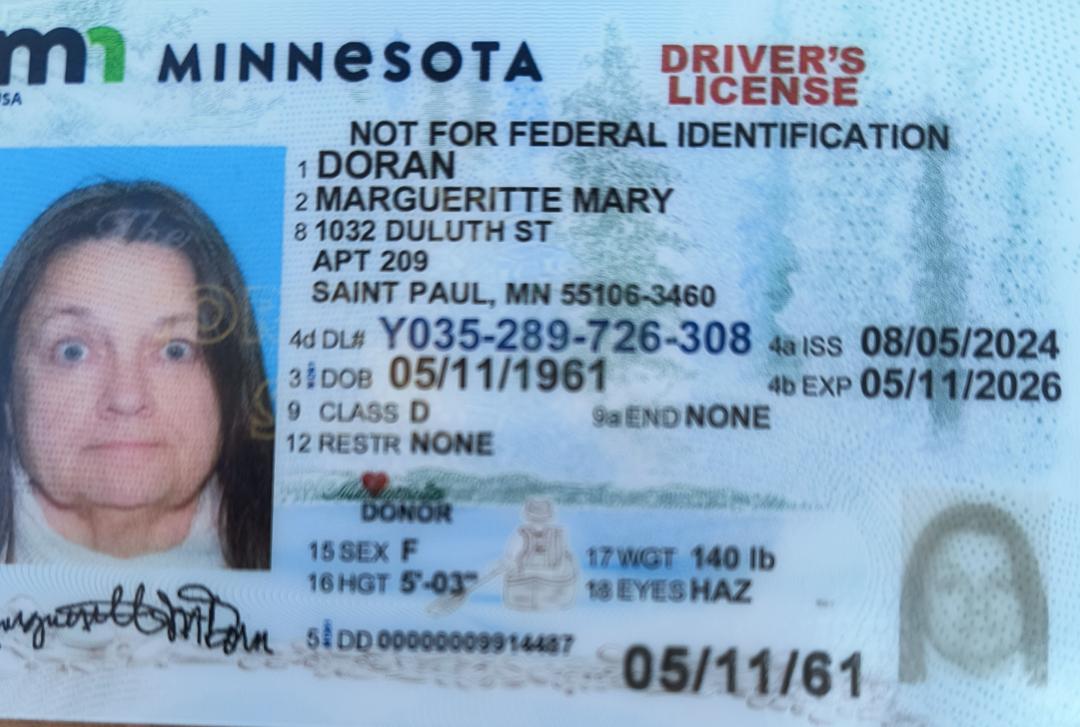 mn MINNESOTA DRIVER'S LICENSE
USA
NOT FOR FEDERAL IDENTIFICATION
1 DORAN
2 MARGUERITTE MARY
8 1032 DULUTH ST
APT 209
SAINT PAUL, MN 55106-3460
4d DL# Y035-289-726-308 4a ISS 08/05/2024
3 DOB 05/11/1961 4b EXP 05/11/2026
9 CLASS D 9a END NONE
12 RESTR NONE
The
DONOR
15 SEX F 17 WGT 140 lb
16 HGT 5'-03" 18 EYES HAZ
5 DD 00000009914487
05/11/61